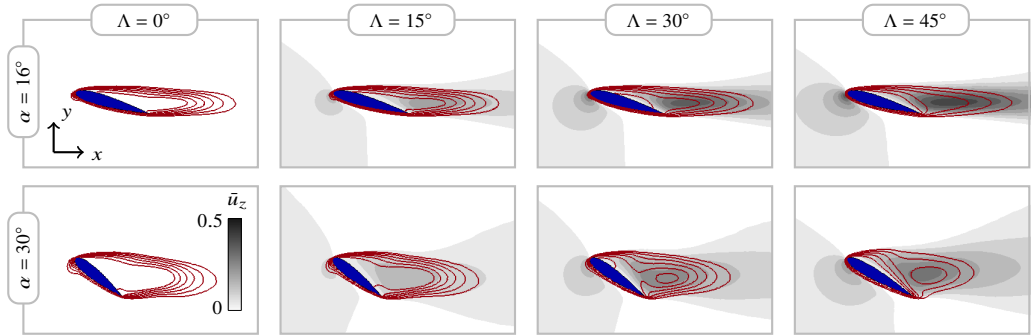 Λ = 0° Λ = 15° Λ = 30° Λ = 45°
α = 16°
y
x
α = 30°
ū_z
0.5
0